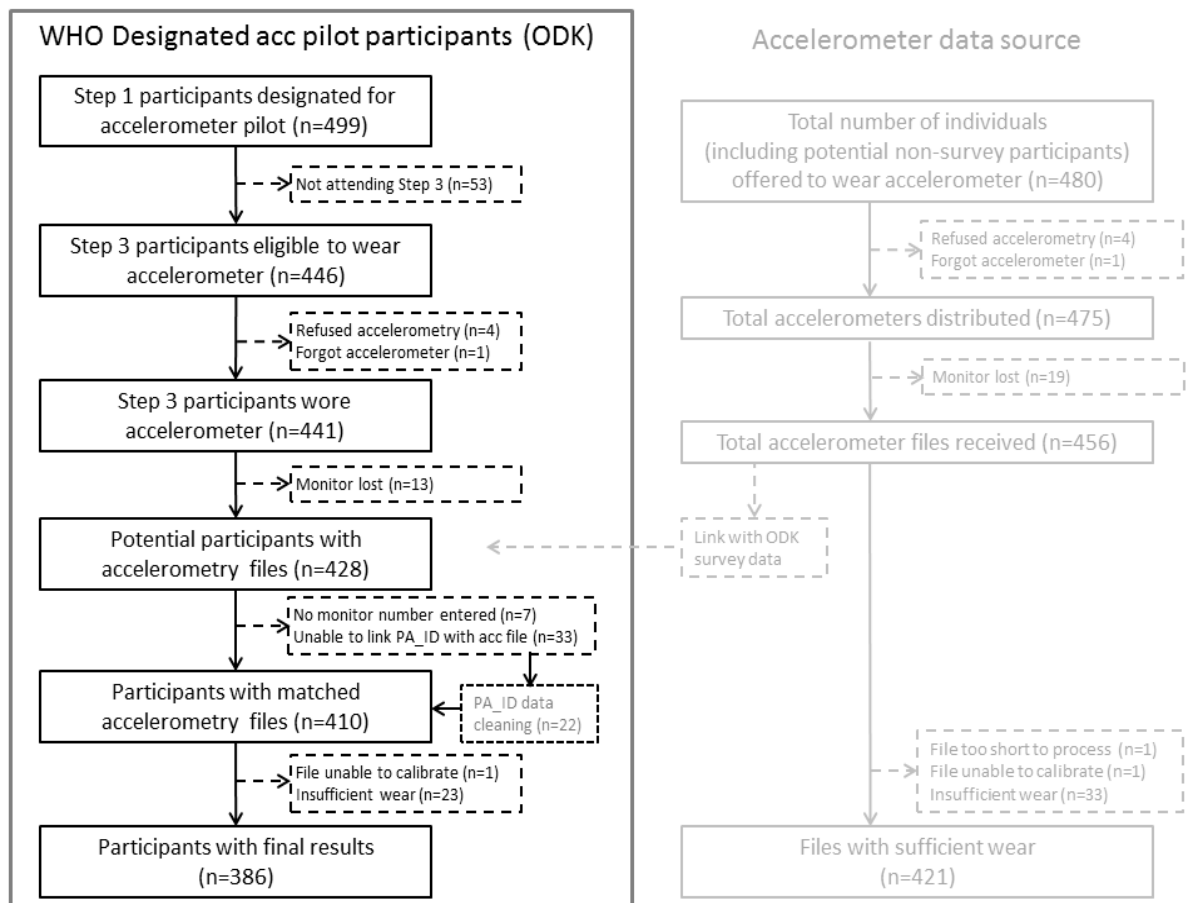 WHO Designated acc pilot participants (ODK)
Step 1 participants designated for
accelerometer pilot (n=499)
Not attending Step 3 (n=53)
Step 3 participants eligible to wear
accelerometer (n=446)
Refused accelerometry (n=4)
Forgot accelerometer (n=1)
Step 3 participants wore
accelerometer (n=441)
Monitor lost (n=13)
Potential participants with
accelerometry files (n=428)
No monitor number entered (n=7)
Unable to link PA_ID with acc file (n=33)
Participants with matched
accelerometry files (n=410)
PA_ID data
cleaning (n=22)
File unable to calibrate (n=1)
Insufficient wear (n=23)
Participants with final results
(n=386)
Accelerometer data source
Total number of individuals
(including potential non-survey participants)
offered to wear accelerometer (n=480)
Refused accelerometry (n=4)
Forgot accelerometer (n=1)
Total accelerometers distributed (n=475)
Monitor lost (n=19)
Total accelerometer files received (n=456)
Link with ODK
survey data
File too short to process (n=1)
File unable to calibrate (n=1)
Insufficient wear (n=33)
Files with sufficient wear
(n=421)